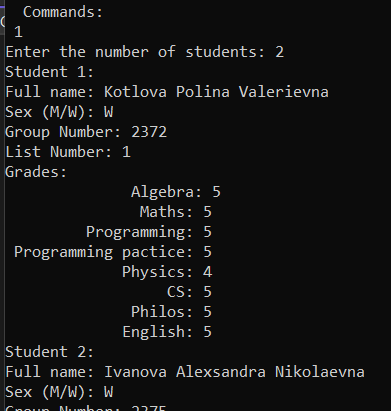 Commands:
1
Enter the number of students: 2
Student 1:
Full name: Kotlova Polina Valerievna
Sex (M/W): W
Group Number: 2372
List Number: 1
Grades:
Algebra: 5
Maths: 5
Programming: 5
Programming pactice: 5
Physics: 4
CS: 5
Philos: 5
English: 5
Student 2:
Full name: Ivanova Alexsandra Nikolaevna
Sex (M/W): W
Group Number: 2375